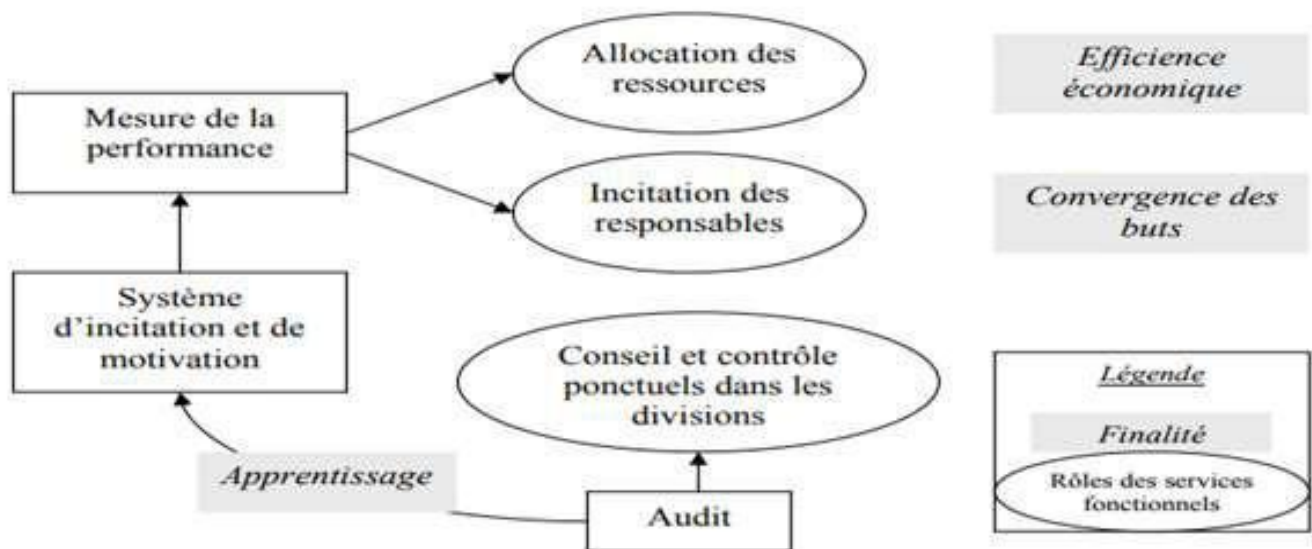 Allocation des
ressources
Efficience
économique
Mesure de la
performance
Incitation des
responsables
Convergence des
buts
Système
d'incitation et de
motivation
Conseil et contrôle
ponctuels dans les
divisions
Légende
Finalité
Rôles des services
fonctionnels
Apprentissage
Audit